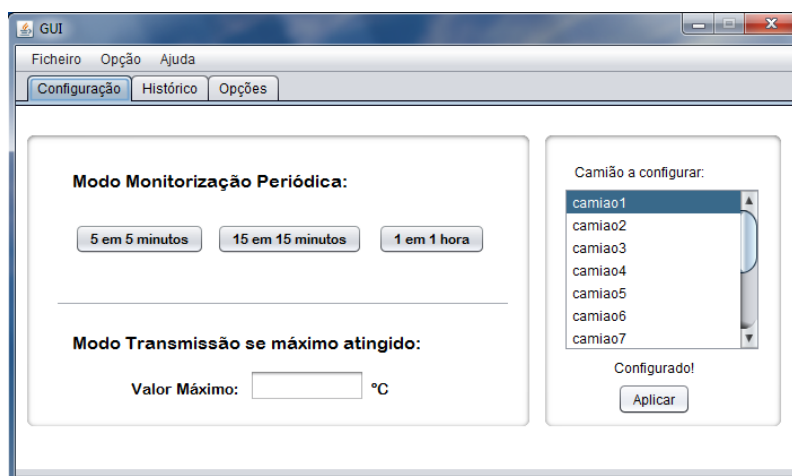 GUI
Ficheiro Opção Ajuda
Configuração Histórico Opções
Modo Monitorização Periódica:
5 em 5 minutos 15 em 15 minutos 1 em 1 hora
Modo Transmissão se máximo atingido:
Valor Máximo: ºC
Camião a configurar:
camiao1
camiao2
camiao3
camiao4
camiao5
camiao6
camiao7
Configurado!
Aplicar